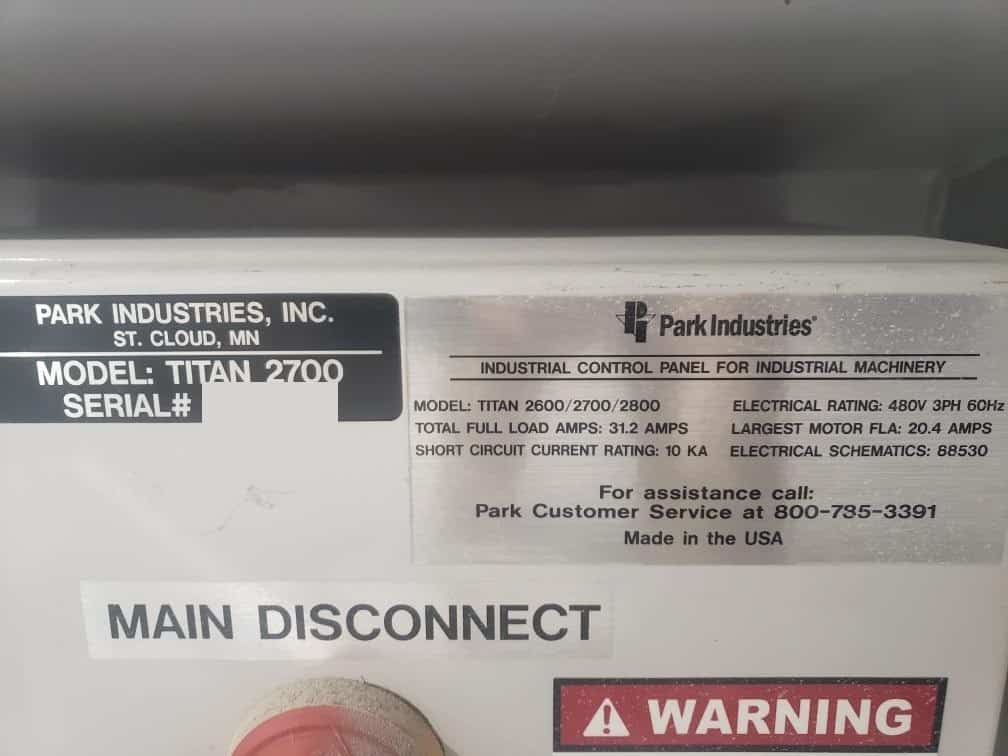 PARK INDUSTRIES, INC.
ST. CLOUD, MN
MODEL: TITAN 2700
SERIAL#
Park Industries®
INDUSTRIAL CONTROL PANEL FOR INDUSTRIAL MACHINERY
MODEL: TITAN 2600/2700/2800 ELECTRICAL RATING: 480V 3PH 60Hz
TOTAL FULL LOAD AMPS: 31.2 AMPS LARGEST MOTOR FLA: 20.4 AMPS
SHORT CIRCUIT CURRENT RATING: 10 KA ELECTRICAL SCHEMATICS: 88530
For assistance call:
Park Customer Service at 800-785-3391
Made in the USA
MAIN DISCONNECT
WARNING